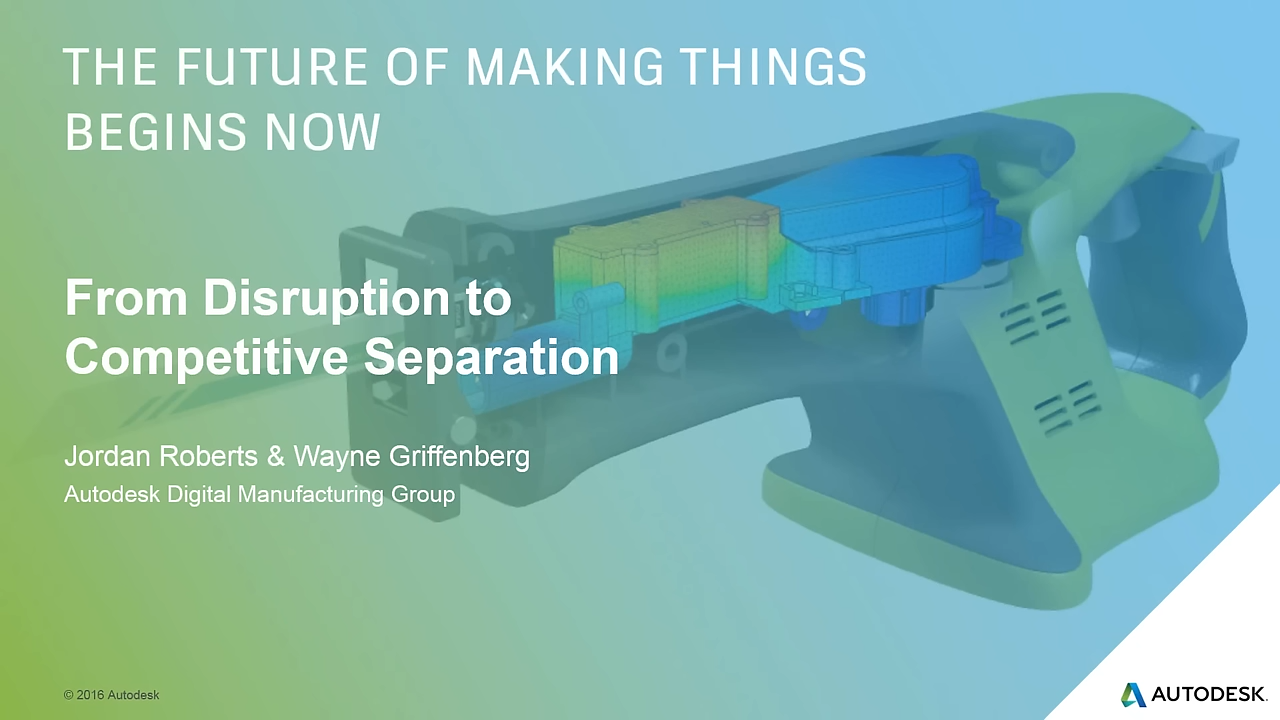 THE FUTURE OF MAKING THINGS
BEGINS NOW
From Disruption to
Competitive Separation
Jordan Roberts & Wayne Griffenberg
Autodesk Digital Manufacturing Group
© 2016 Autodesk
AUTODESK.